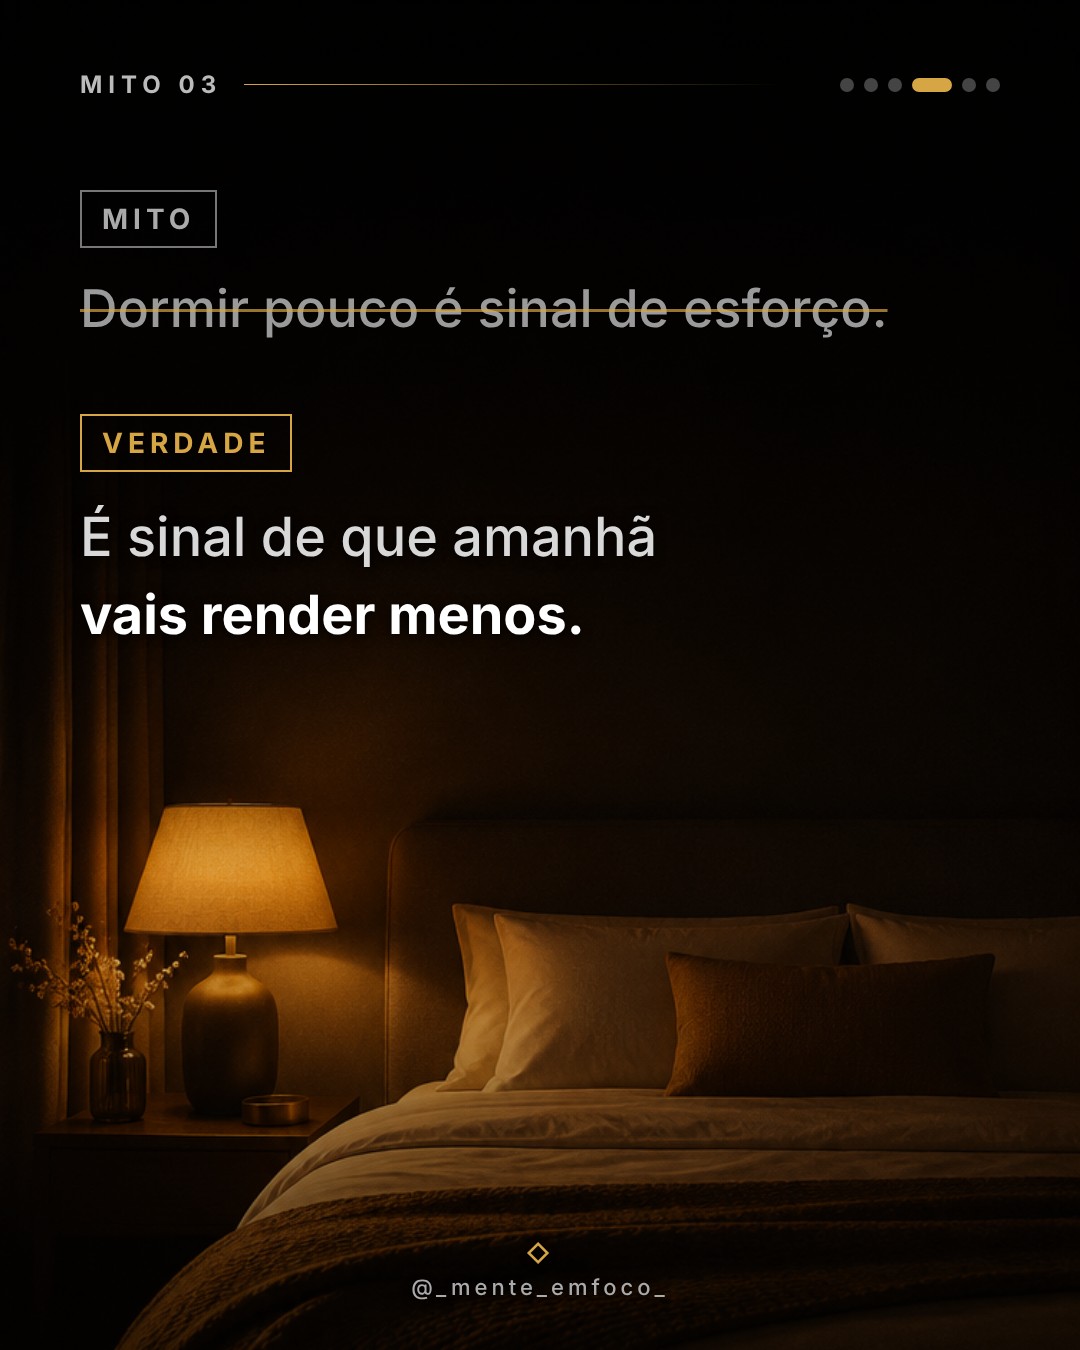 MITO 03
MITO
Dormir pouco é sinal de esforço.
VERDADE
É sinal de que amanhã
vais render menos.
@_mente_emfoco_